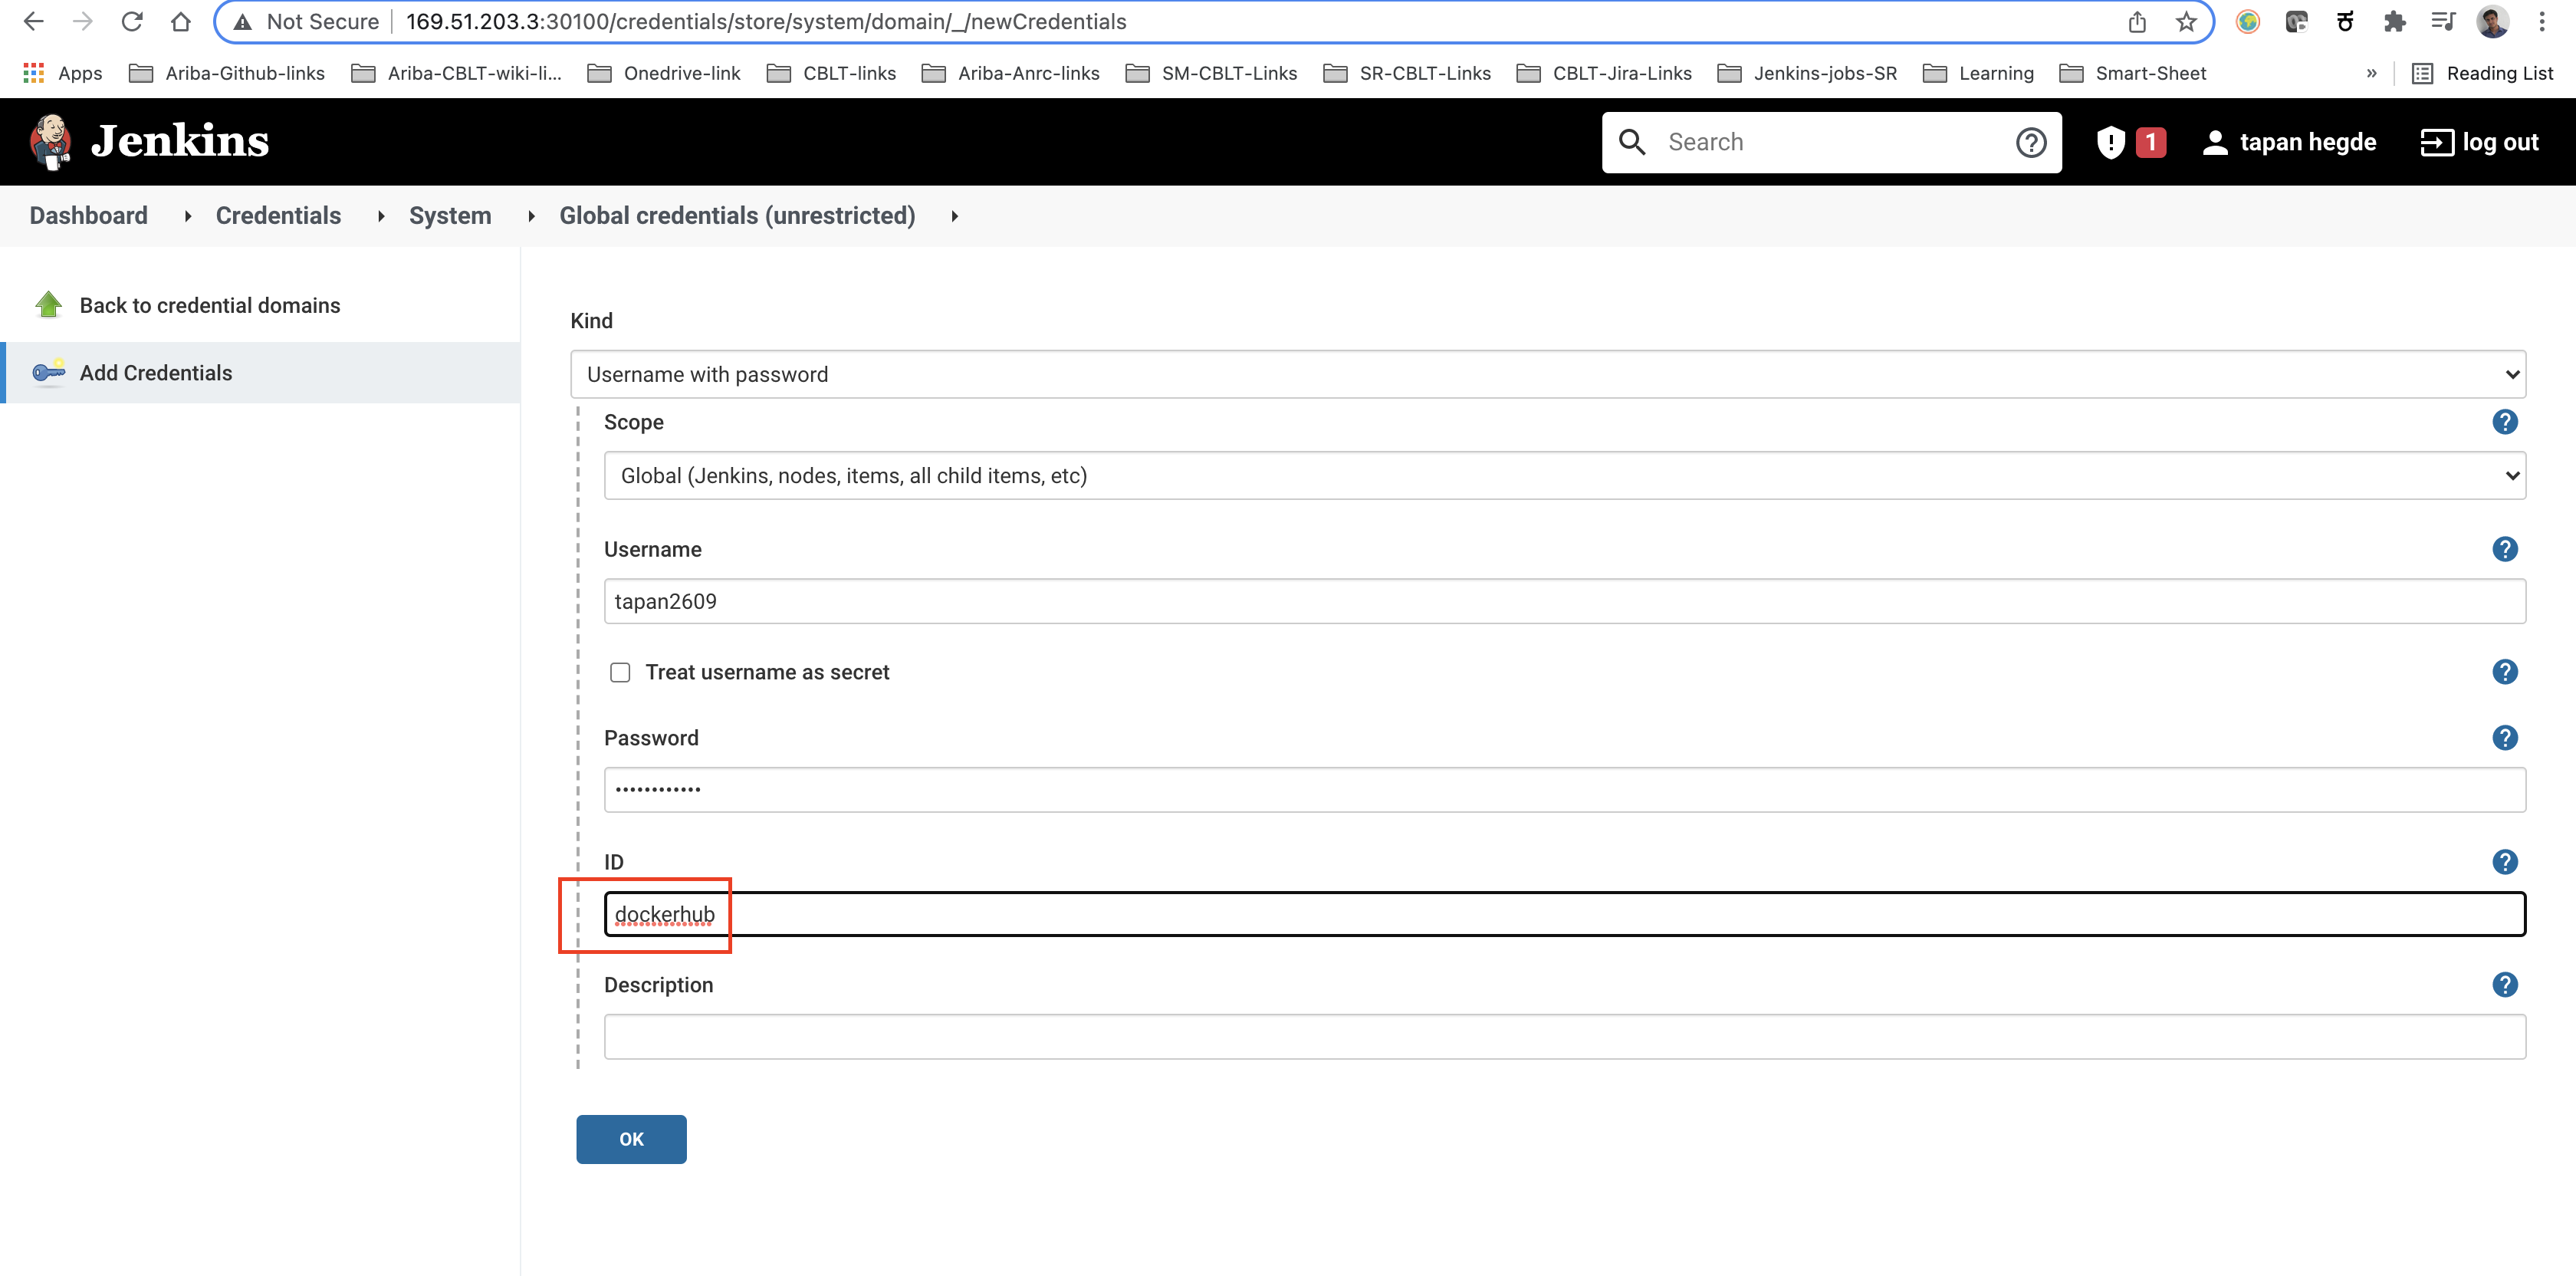 Not Secure 169.51.203.3:30100/credentials/store/system/domain/_/newCredentials
Apps Ariba-Github-links Ariba-CBLT-wiki-li... Onedrive-link CBLT-links Ariba-Anrc-links SM-CBLT-Links SR-CBLT-Links CBLT-Jira-Links Jenkins-jobs-SR Learning Smart-Sheet » Reading List
Jenkins Search ? ! 1 tapan hegde log out
Dashboard Credentials System Global credentials (unrestricted)
Back to credential domains
Add Credentials
Kind
Username with password
Scope ?
Global (Jenkins, nodes, items, all child items, etc)
Username ?
tapan2609
Treat username as secret ?
Password ?
••••••••••••
ID ?
dockerhub
Description ?
OK